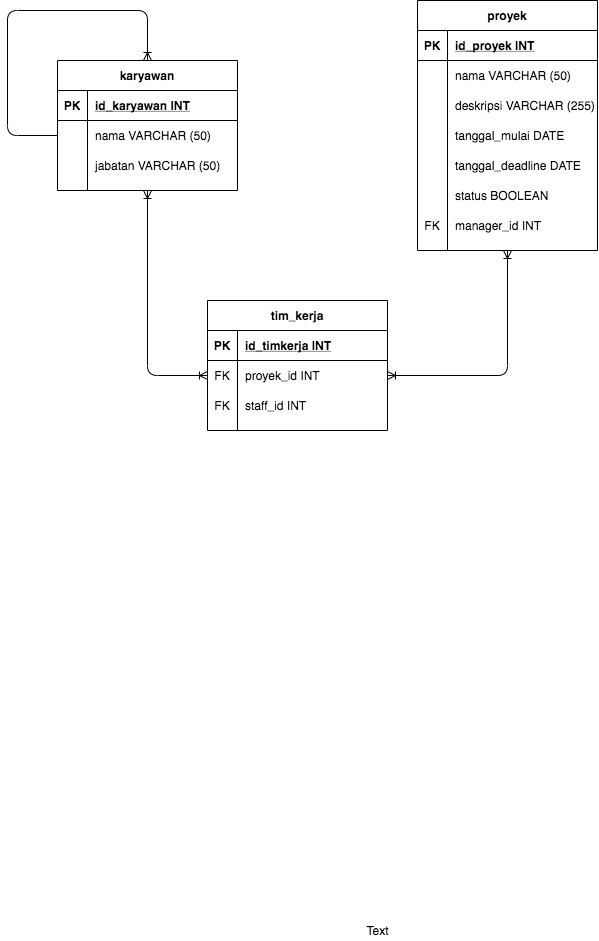 karyawan
PK id_karyawan INT
nama VARCHAR (50)
jabatan VARCHAR (50)
proyek
PK id_proyek INT
nama VARCHAR (50)
deskripsi VARCHAR (255)
tanggal_mulai DATE
tanggal_deadline DATE
status BOOLEAN
FK manager_id INT
tim_kerja
PK id_timkerja INT
FK proyek_id INT
FK staff_id INT
Text